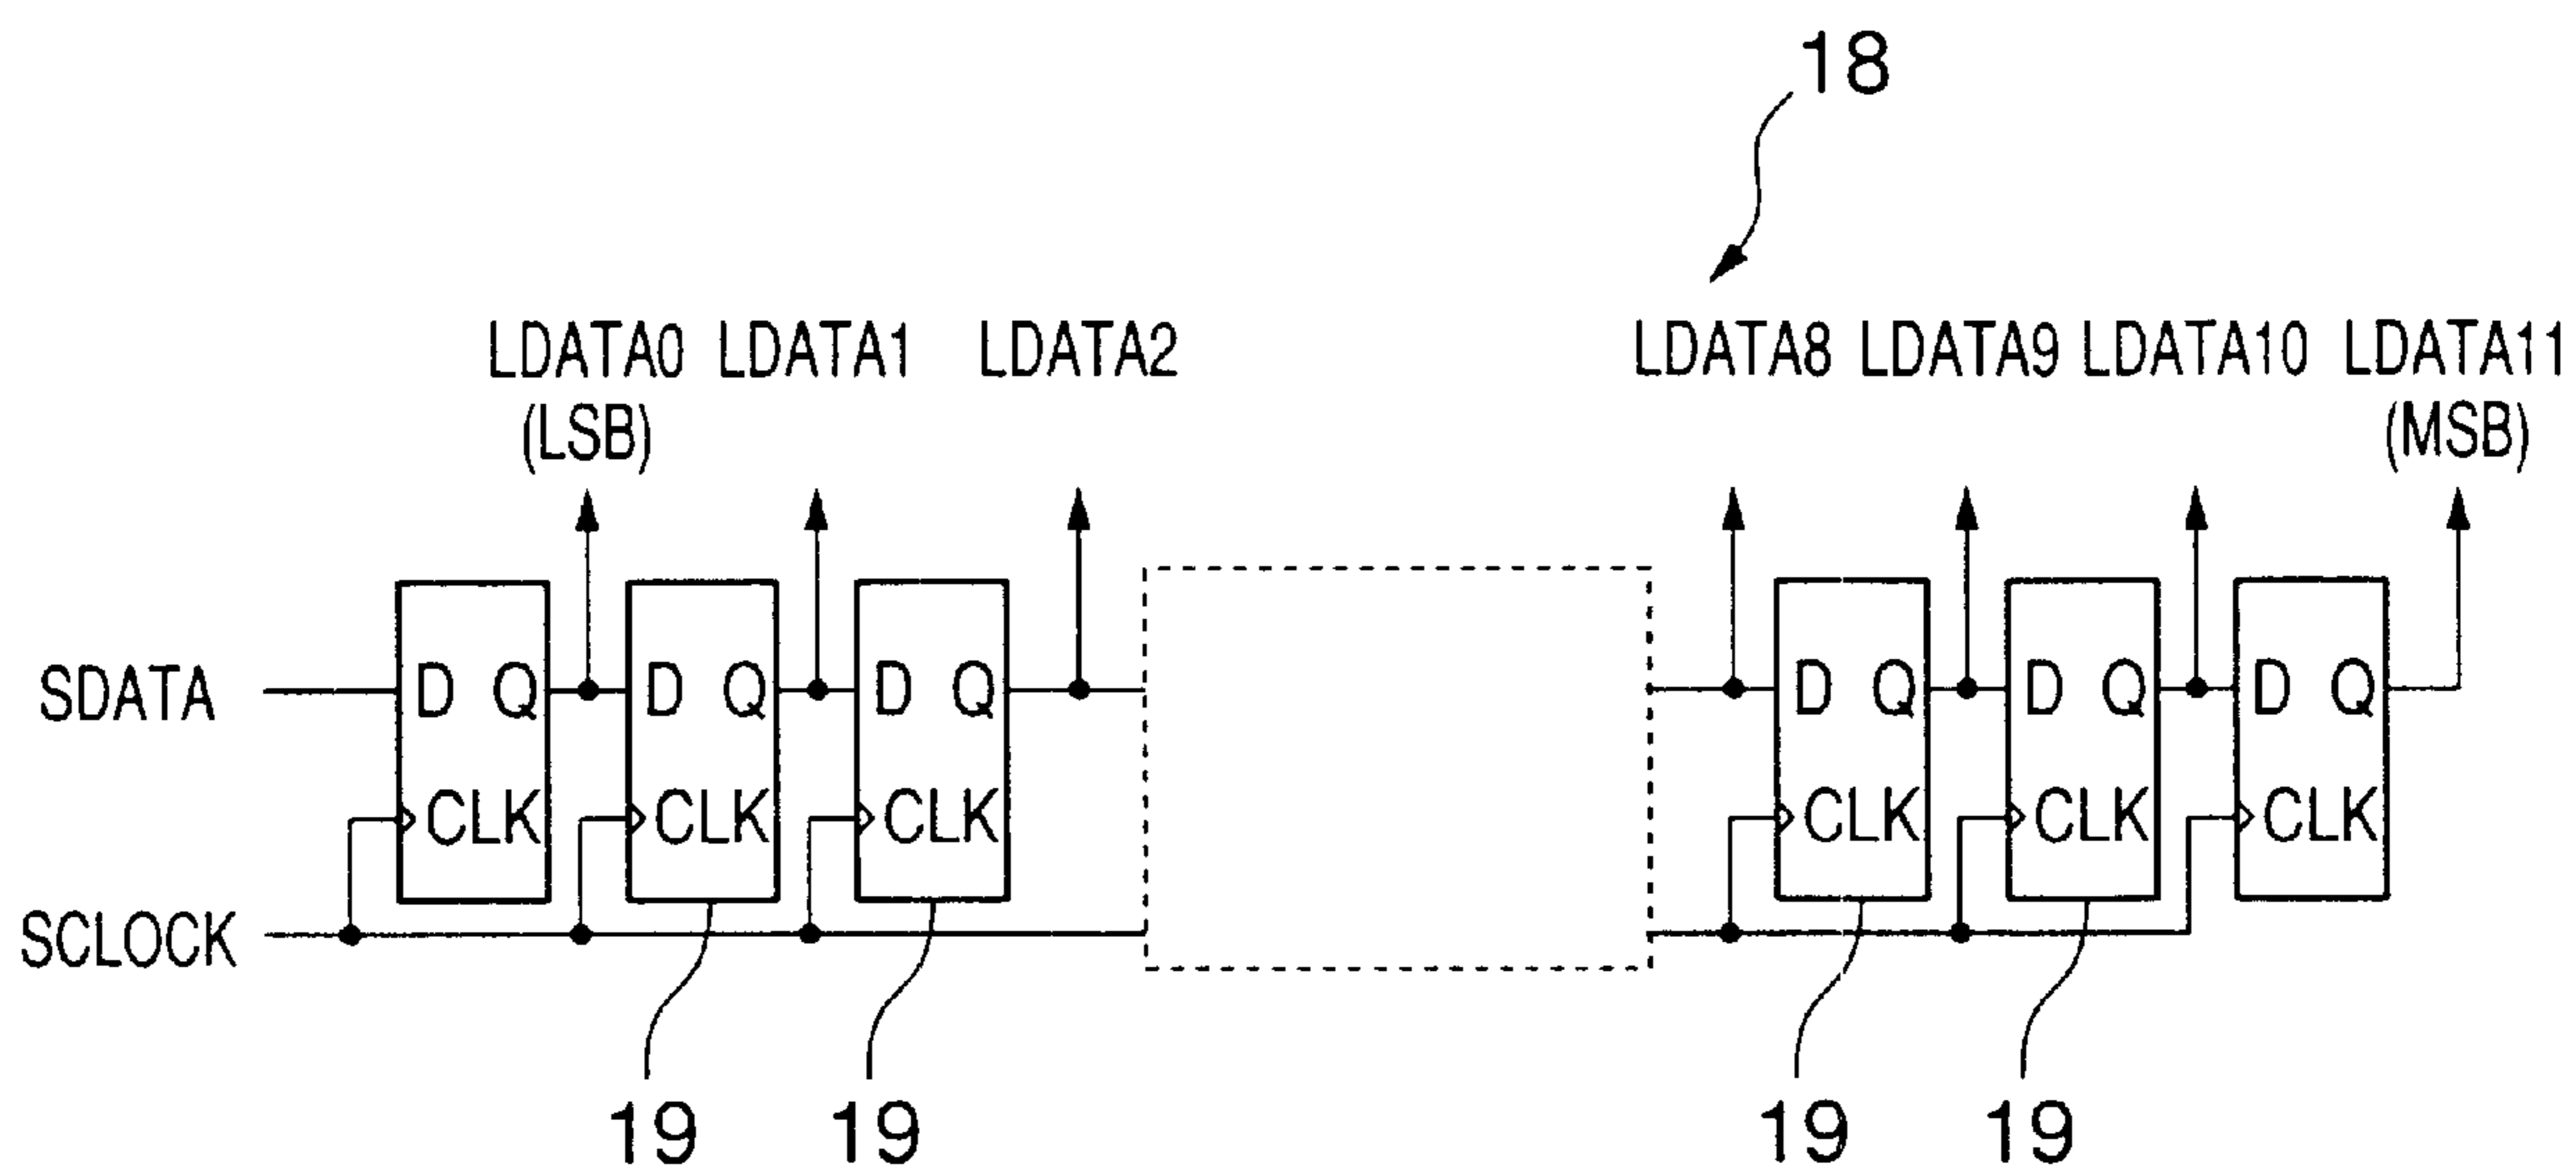 18
LDATA0 LDATA1 LDATA2 LDATA8 LDATA9 LDATA10 LDATA11
(LSB) (MSB)
SDATA D Q D Q D Q D Q D Q D Q
CLK CLK CLK CLK CLK CLK
SCLOCK
19 19 19 19